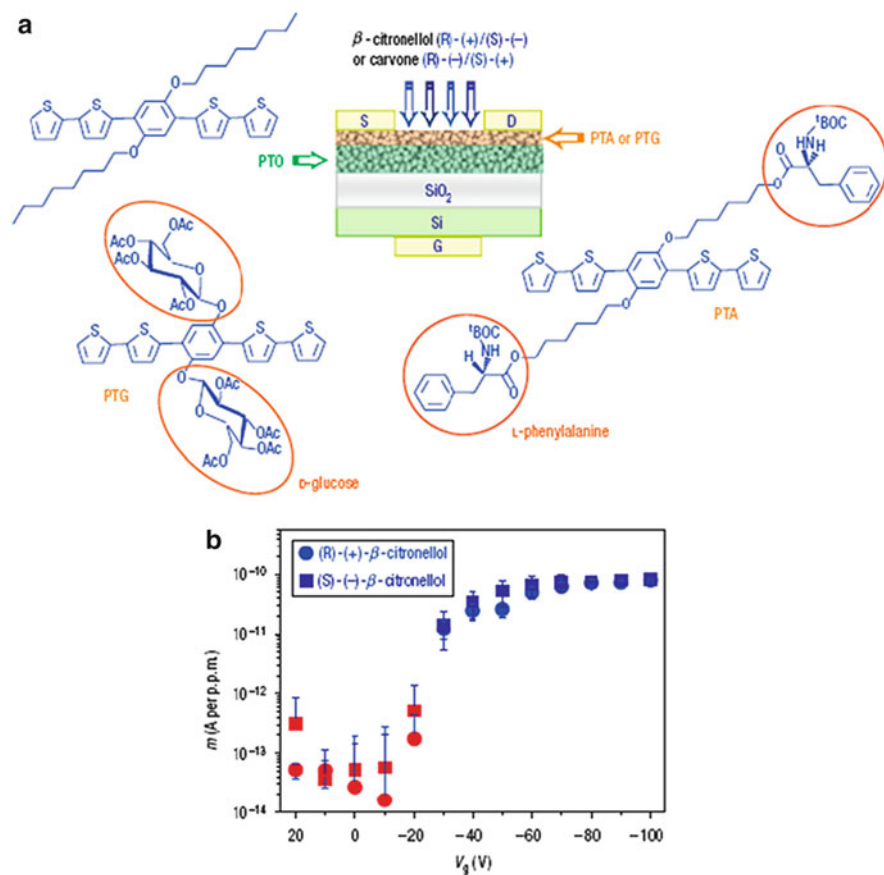 a
β-citronellol (R)-(+)/(S)-(–)
or carvone (R)-(–)/(S)-(+)
S
D
PTA or PTG
PTO
SiO2
Si
G
S
S
O
S
S
O
AcO
OAc
AcO
O
AcO
AcO
O
S
S
S
S
O
OAc
O
OAc
OAc
AcO
PTG
D-glucose
tBOC
O
N
H
H
O
O
S
S
S
S
O
PTA
tBOC
H
NH
O
O
L-phenylalanine
b
(R)-(+)-β-citronellol
(S)-(–)-β-citronellol
m (A per p.p.m.)
10–10
10–11
10–12
10–13
10–14
20 0 –20 –40 –60 –80 –100
Vg (V)